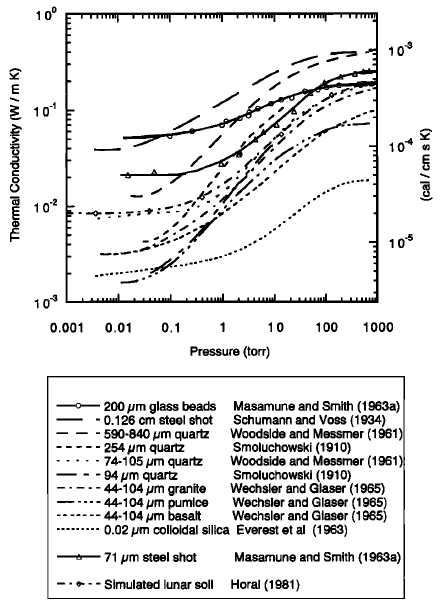 10⁰
10⁻¹
10⁻²
10⁻³
Thermal Conductivity (W / m K)
10⁻³
10⁻⁴
10⁻⁵
(cal / cm s K)
0.001 0.01 0.1 1 10 100 1000
Pressure (torr)
200 µm glass beads Masamune and Smith (1963a)
0.126 cm steel shot Schumann and Voss (1934)
590-840 µm quartz Woodside and Messmer (1961)
254 µm quartz Smoluchowski (1910)
74-105 µm quartz Woodside and Messmer (1961)
94 µm quartz Smoluchowski (1910)
44-104 µm granite Wechsler and Glaser (1965)
44-104 µm pumice Wechsler and Glaser (1965)
44-104 µm basalt Wechsler and Glaser (1965)
0.02 µm colloidal silica Everest et al (1963)
71 µm steel shot Masamune and Smith (1963a)
Simulated lunar soil Horai (1981)